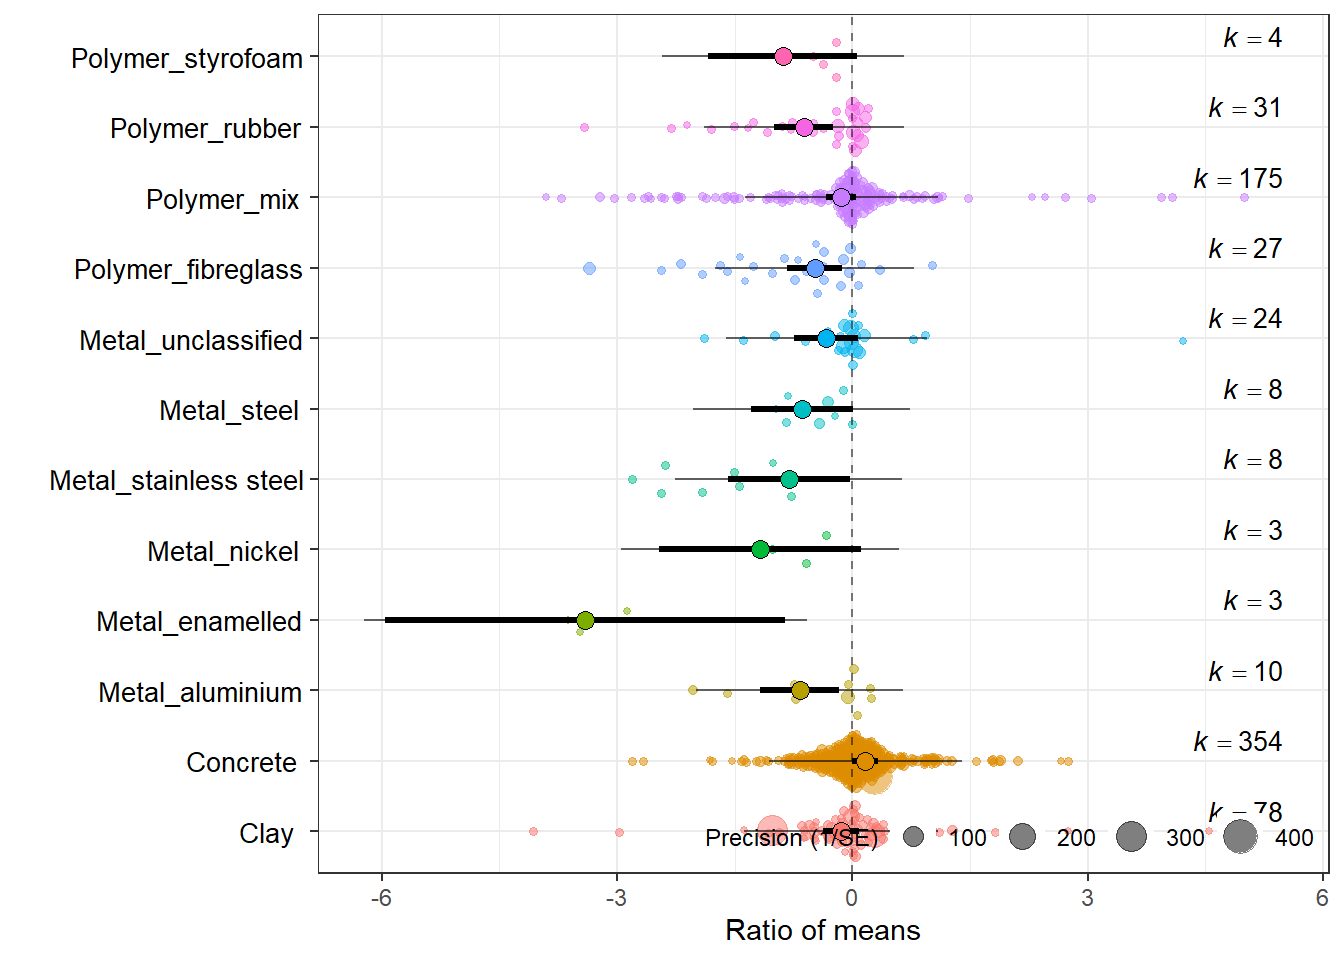 Polymer_styrofoam k = 4
Polymer_rubber k = 31
Polymer_mix k = 175
Polymer_fibreglass k = 27
Metal_unclassified k = 24
Metal_steel k = 8
Metal_stainless steel k = 8
Metal_nickel k = 3
Metal_enamelled k = 3
Metal_aluminium k = 10
Concrete k = 354
Clay k = 78
Precision (1/SE) 100 200 300 400
-6 -3 0 3 6
Ratio of means